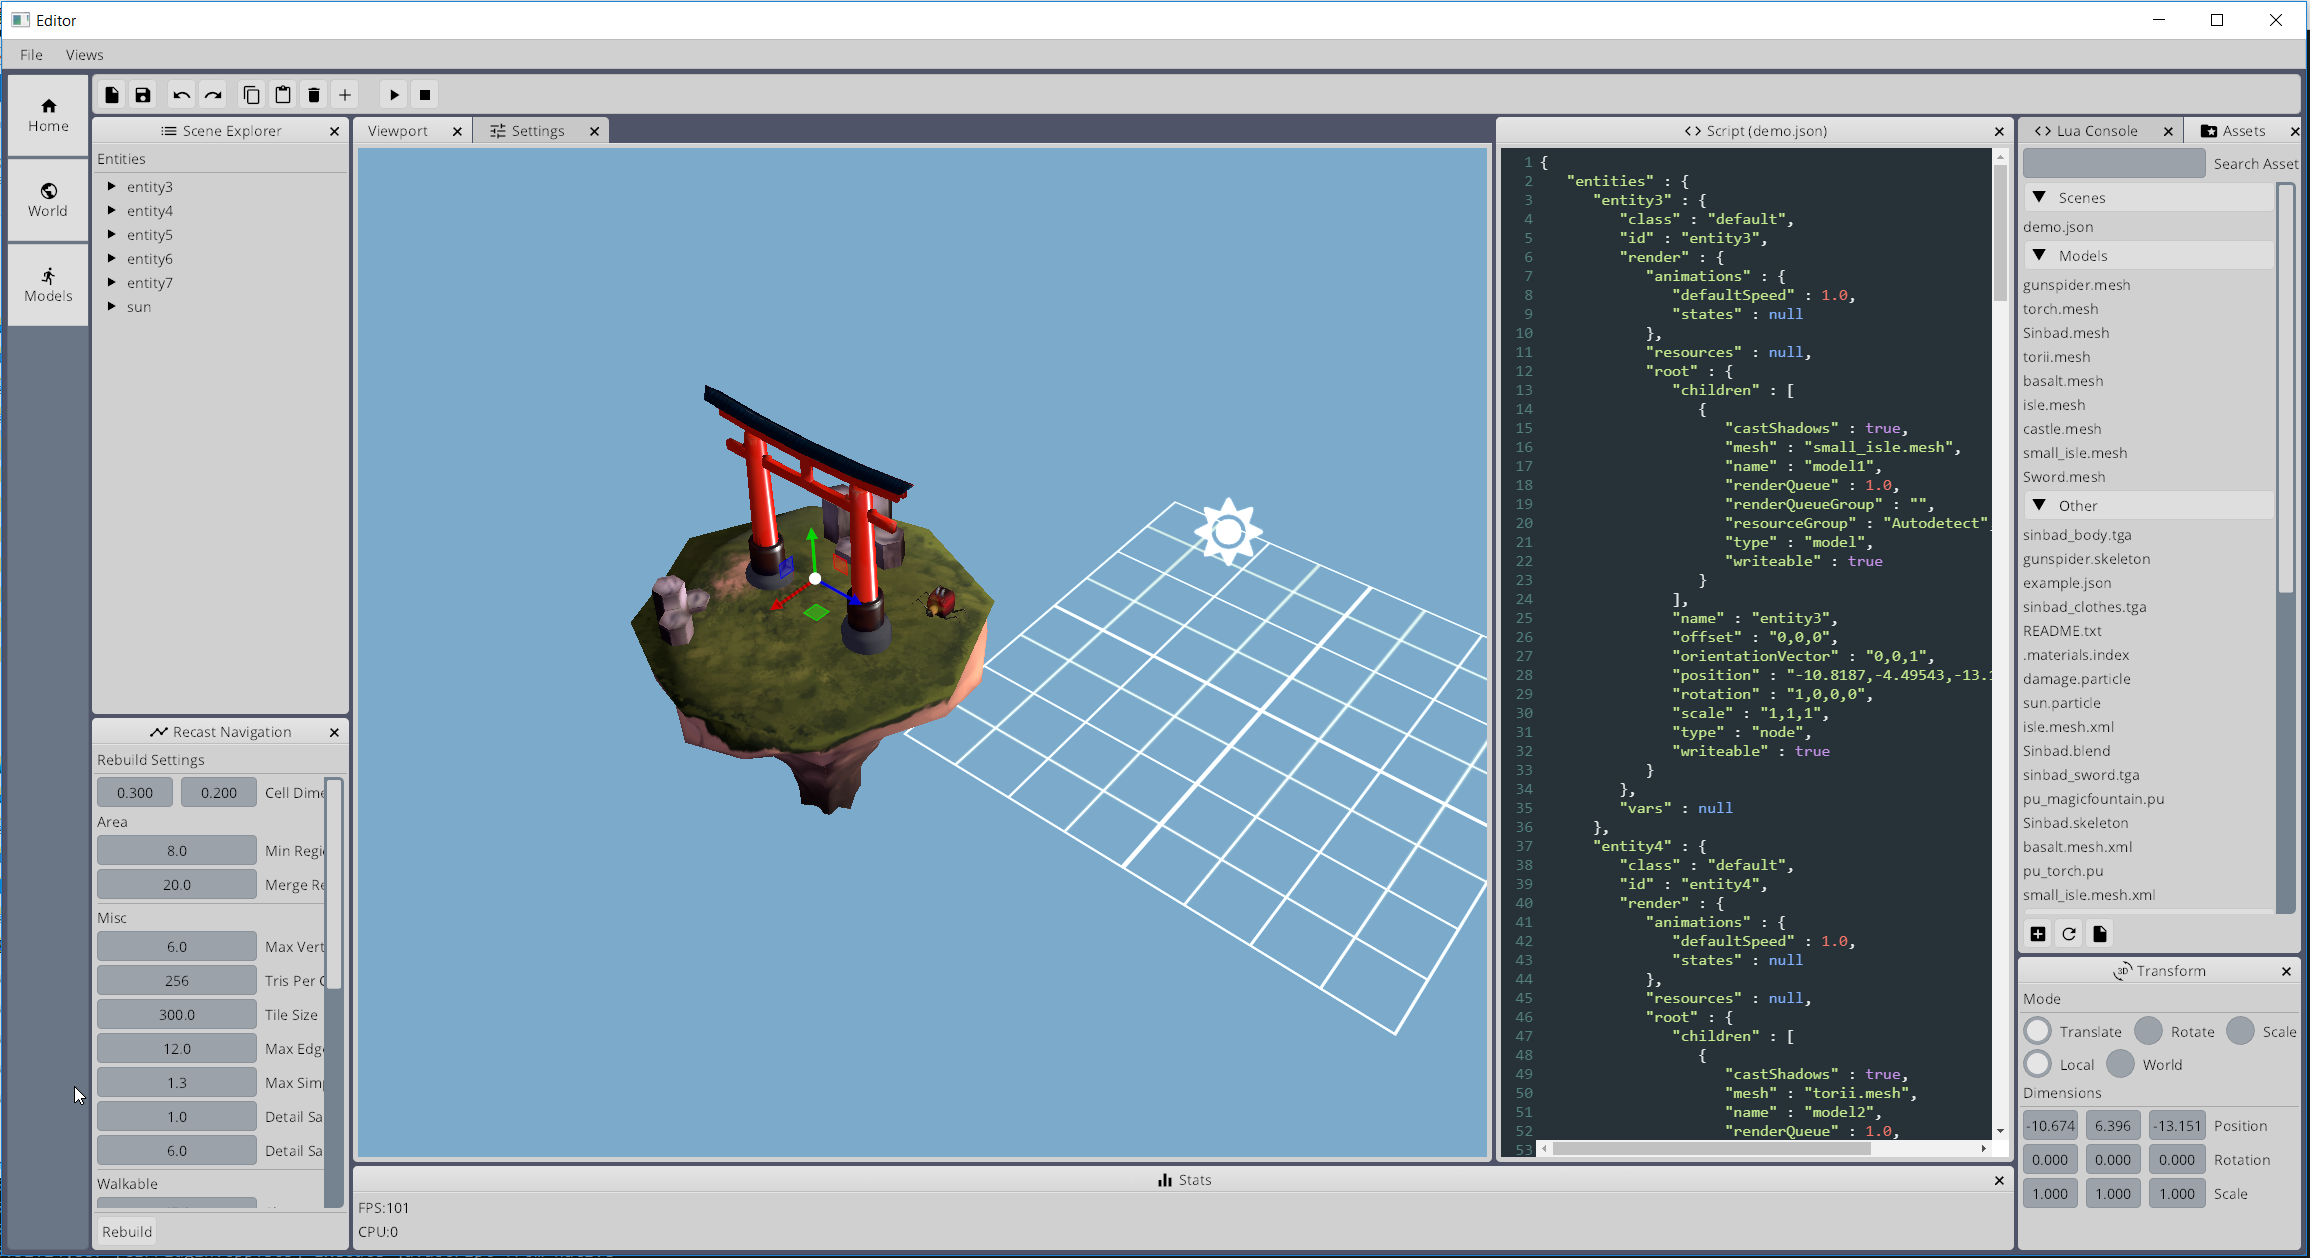 Editor
File Views
Home
World
Models
Scene Explorer
Entities
entity3
entity4
entity5
entity6
entity7
sun
Recast Navigation
Rebuild Settings
0.300 0.200 Cell Dime
Area
8.0 Min Regi
20.0 Merge Re
Misc
6.0 Max Vert
256 Tris Per
300.0 Tile Size
12.0 Max Edg
1.3 Max Sim
1.0 Detail Sa
6.0 Detail Sa
Walkable
Rebuild
Viewport Settings
Stats
FPS:101
CPU:0
Script (demo.json)
1 {
2 "entities" : {
3 "entity3" : {
4 "class" : "default",
5 "id" : "entity3",
6 "render" : {
7 "animations" : {
8 "defaultSpeed" : 1.0,
9 "states" : null
10 },
11 "resources" : null,
12 "root" : {
13 "children" : [
14 {
15 "castShadows" : true,
16 "mesh" : "small_isle.mesh",
17 "name" : "model1",
18 "renderQueue" : 1.0,
19 "renderQueueGroup" : "",
20 "resourceGroup" : "Autodetect",
21 "type" : "model",
22 "writeable" : true
23 }
24 ],
25 "name" : "entity3",
26 "offset" : "0,0,0",
27 "orientationVector" : "0,0,1",
28 "position" : "-10.8187,-4.49543,-13.1
29 "rotation" : "1,0,0,0",
30 "scale" : "1,1,1",
31 "type" : "node",
32 "writeable" : true
33 }
34 },
35 "vars" : null
36 },
37 "entity4" : {
38 "class" : "default",
39 "id" : "entity4",
40 "render" : {
41 "animations" : {
42 "defaultSpeed" : 1.0,
43 "states" : null
44 },
45 "resources" : null,
46 "root" : {
47 "children" : [
48 {
49 "castShadows" : true,
50 "mesh" : "torii.mesh",
51 "name" : "model2",
52 "renderQueue" : 1.0,
53
Lua Console Assets
Search Asset
Scenes
demo.json
Models
gunspider.mesh
torch.mesh
Sinbad.mesh
torii.mesh
basalt.mesh
isle.mesh
castle.mesh
small_isle.mesh
Sword.mesh
Other
sinbad_body.tga
gunspider.skeleton
example.json
sinbad_clothes.tga
README.txt
.materials.index
damage.particle
sun.particle
isle.mesh.xml
Sinbad.blend
sinbad_sword.tga
pu_magicfountain.pu
Sinbad.skeleton
basalt.mesh.xml
pu_torch.pu
small_isle.mesh.xml
3D Transform
Mode
Translate Rotate Scale
Local World
Dimensions
-10.674 6.396 -13.151 Position
0.000 0.000 0.000 Rotation
1.000 1.000 1.000 Scale